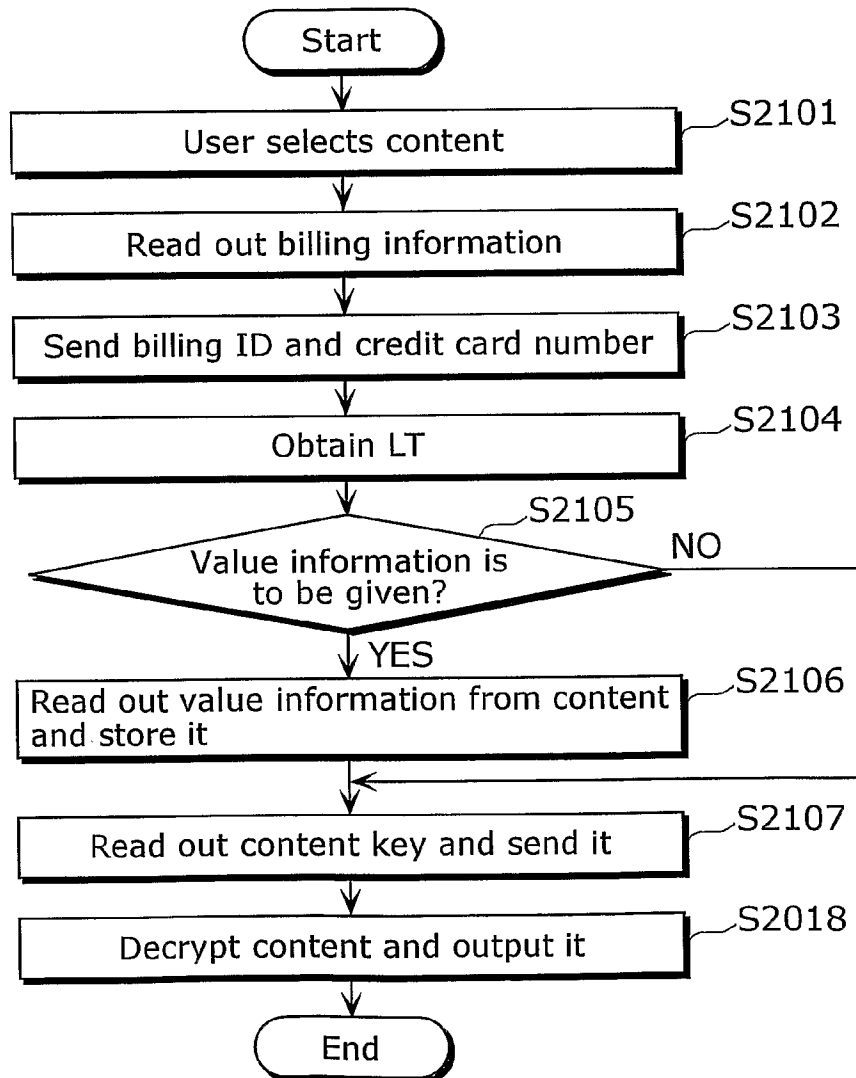 Start
User selects content
S2101
Read out billing information
S2102
Send billing ID and credit card number
S2103
Obtain LT
S2104
S2105
Value information is
to be given?
NO
YES
Read out value information from content
and store it
S2106
Read out content key and send it
S2107
Decrypt content and output it
S2018
End